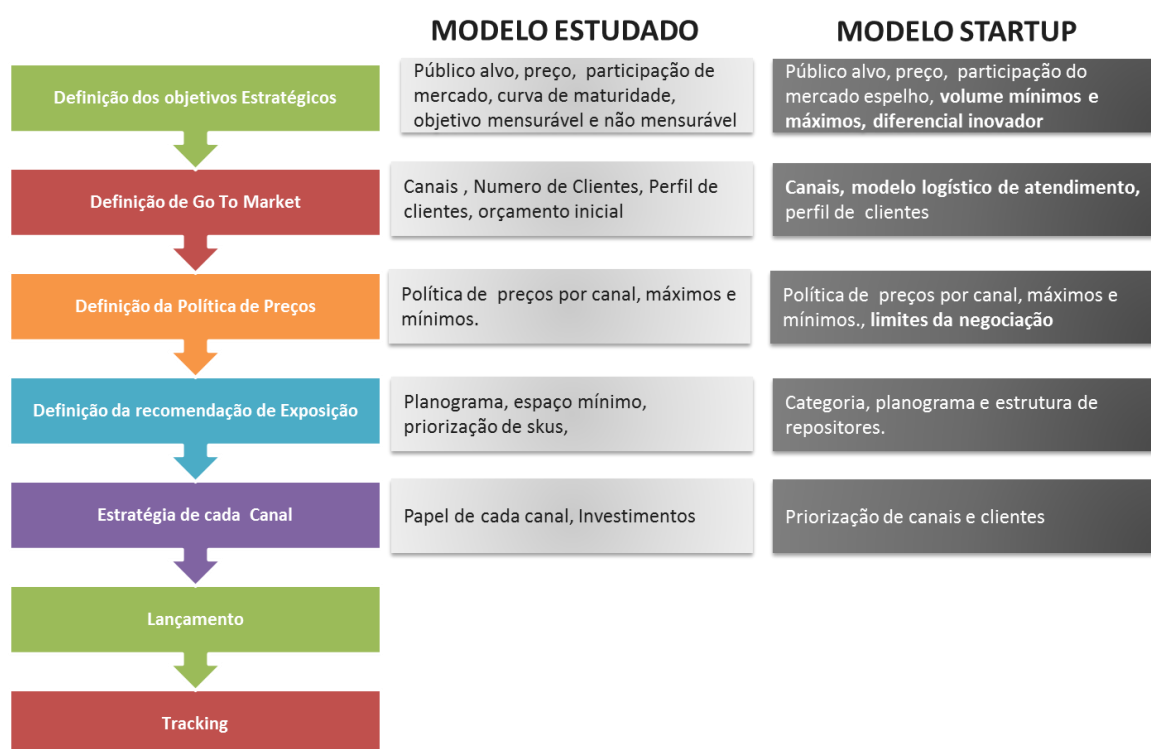 MODELO ESTUDADO
MODELO STARTUP
Definição dos objetivos Estratégicos
Público alvo, preço, participação de
mercado, curva de maturidade,
objetivo mensurável e não mensurável
Público alvo, preço, participação do
mercado espelho, volume mínimos e
máximos, diferencial inovador
Definição de Go To Market
Canais , Numero de Clientes, Perfil de
clientes, orçamento inicial
Canais, modelo logístico de atendimento,
perfil de clientes
Definição da Política de Preços
Política de preços por canal, máximos e
mínimos.
Política de preços por canal, máximos e
mínimos., limites da negociação
Definição da recomendação de Exposição
Planograma, espaço mínimo,
priorização de skus,
Categoria, planograma e estrutura de
repositores.
Estratégia de cada Canal
Papel de cada canal, Investimentos
Priorização de canais e clientes
Lançamento
Tracking